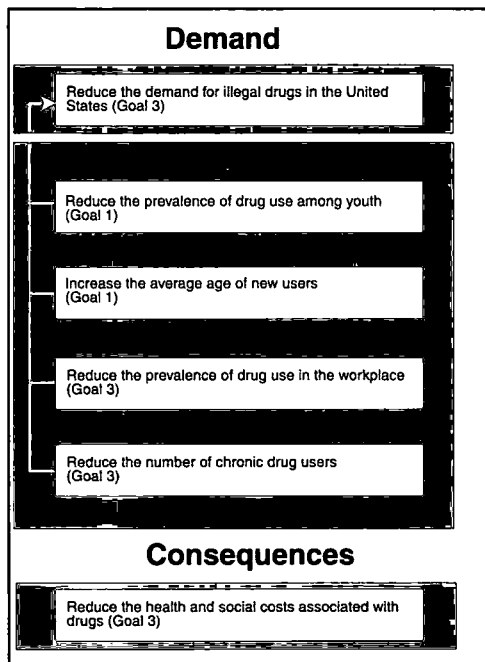 Demand
Reduce the demand for illegal drugs in the United
States (Goal 3)
Reduce the prevalence of drug use among youth
(Goal 1)
Increase the average age of new users
(Goal 1)
Reduce the prevalence of drug use in the workplace
(Goal 3)
Reduce the number of chronic drug users
(Goal 3)
Consequences
Reduce the health and social costs associated with
drugs (Goal 3)